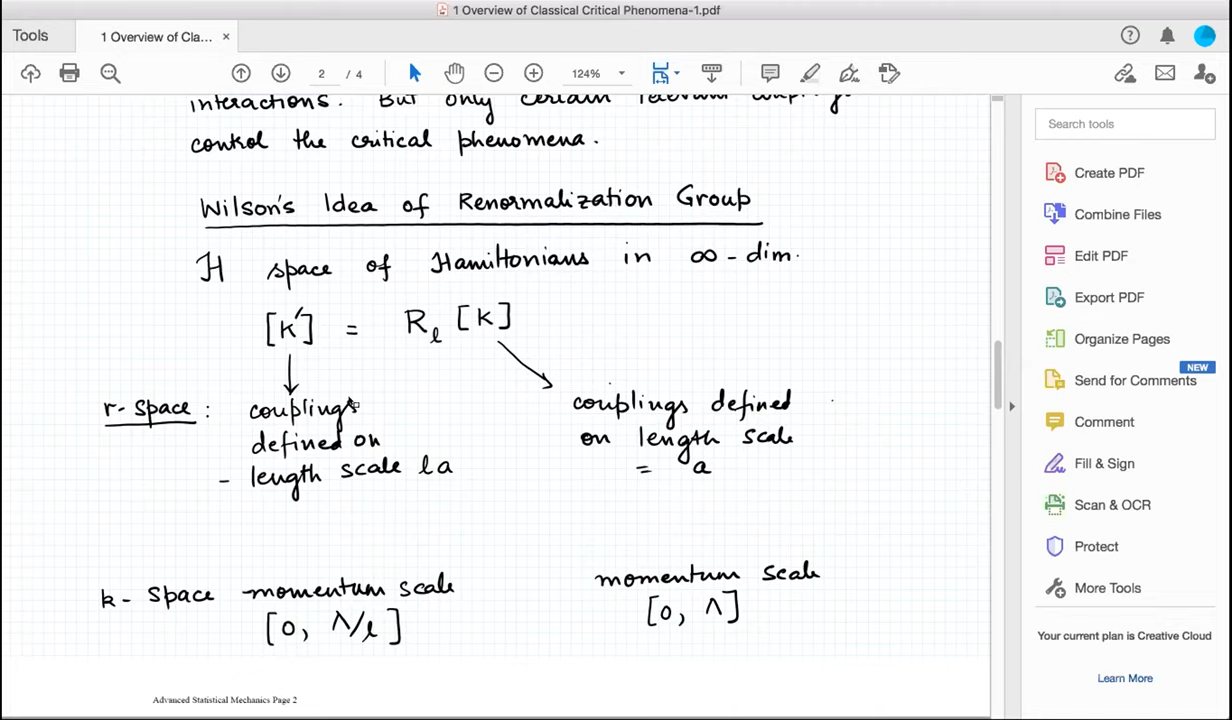 1 Overview of Classical Critical Phenomena-1.pdf
Tools
1 Overview of Cla... ×
2 / 4
124%
interactions. But only certain relevant
control the critical phenomena.
Wilson's Idea of Renormalization Group
H space of Hamiltonians in ∞ - dim.
[K'] = Rℓ [K]
r - space : couplings
defined on
- length scale ℓa
couplings defined
on length scale
= a
k - space momentum scale
[0, Λ/ℓ]
momentum scale
[0, Λ]
Advanced Statistical Mechanics Page 2
Search tools
Create PDF
Combine Files
Edit PDF
Export PDF
Organize Pages
NEW
Send for Comments
Comment
Fill & Sign
Scan & OCR
Protect
More Tools
Your current plan is Creative Cloud
Learn More